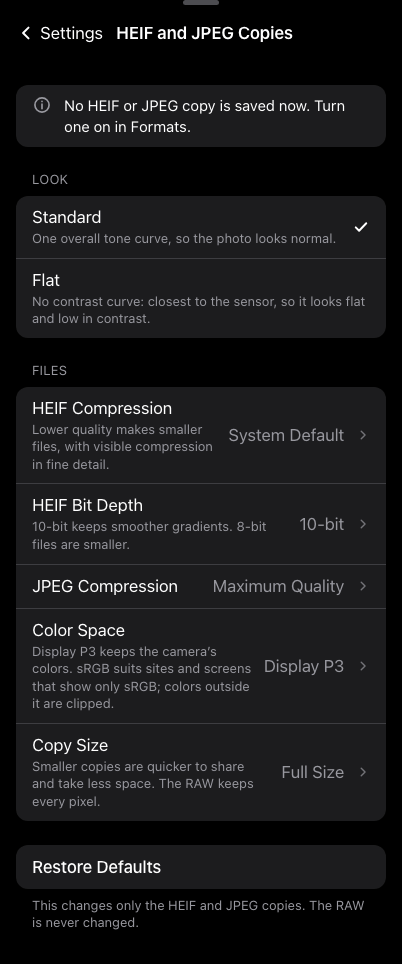 Settings HEIF and JPEG Copies
No HEIF or JPEG copy is saved now. Turn
one on in Formats.
LOOK
Standard
One overall tone curve, so the photo looks normal.
Flat
No contrast curve: closest to the sensor, so it looks flat
and low in contrast.
FILES
HEIF Compression
Lower quality makes smaller
files, with visible compression
in fine detail.
System Default
HEIF Bit Depth
10-bit keeps smoother gradients. 8-bit
files are smaller.
10-bit
JPEG Compression
Maximum Quality
Color Space
Display P3 keeps the camera's
colors. sRGB suits sites and screens
that show only sRGB; colors outside
it are clipped.
Display P3
Copy Size
Smaller copies are quicker to share
and take less space. The RAW keeps
every pixel.
Full Size
Restore Defaults
This changes only the HEIF and JPEG copies. The RAW
is never changed.